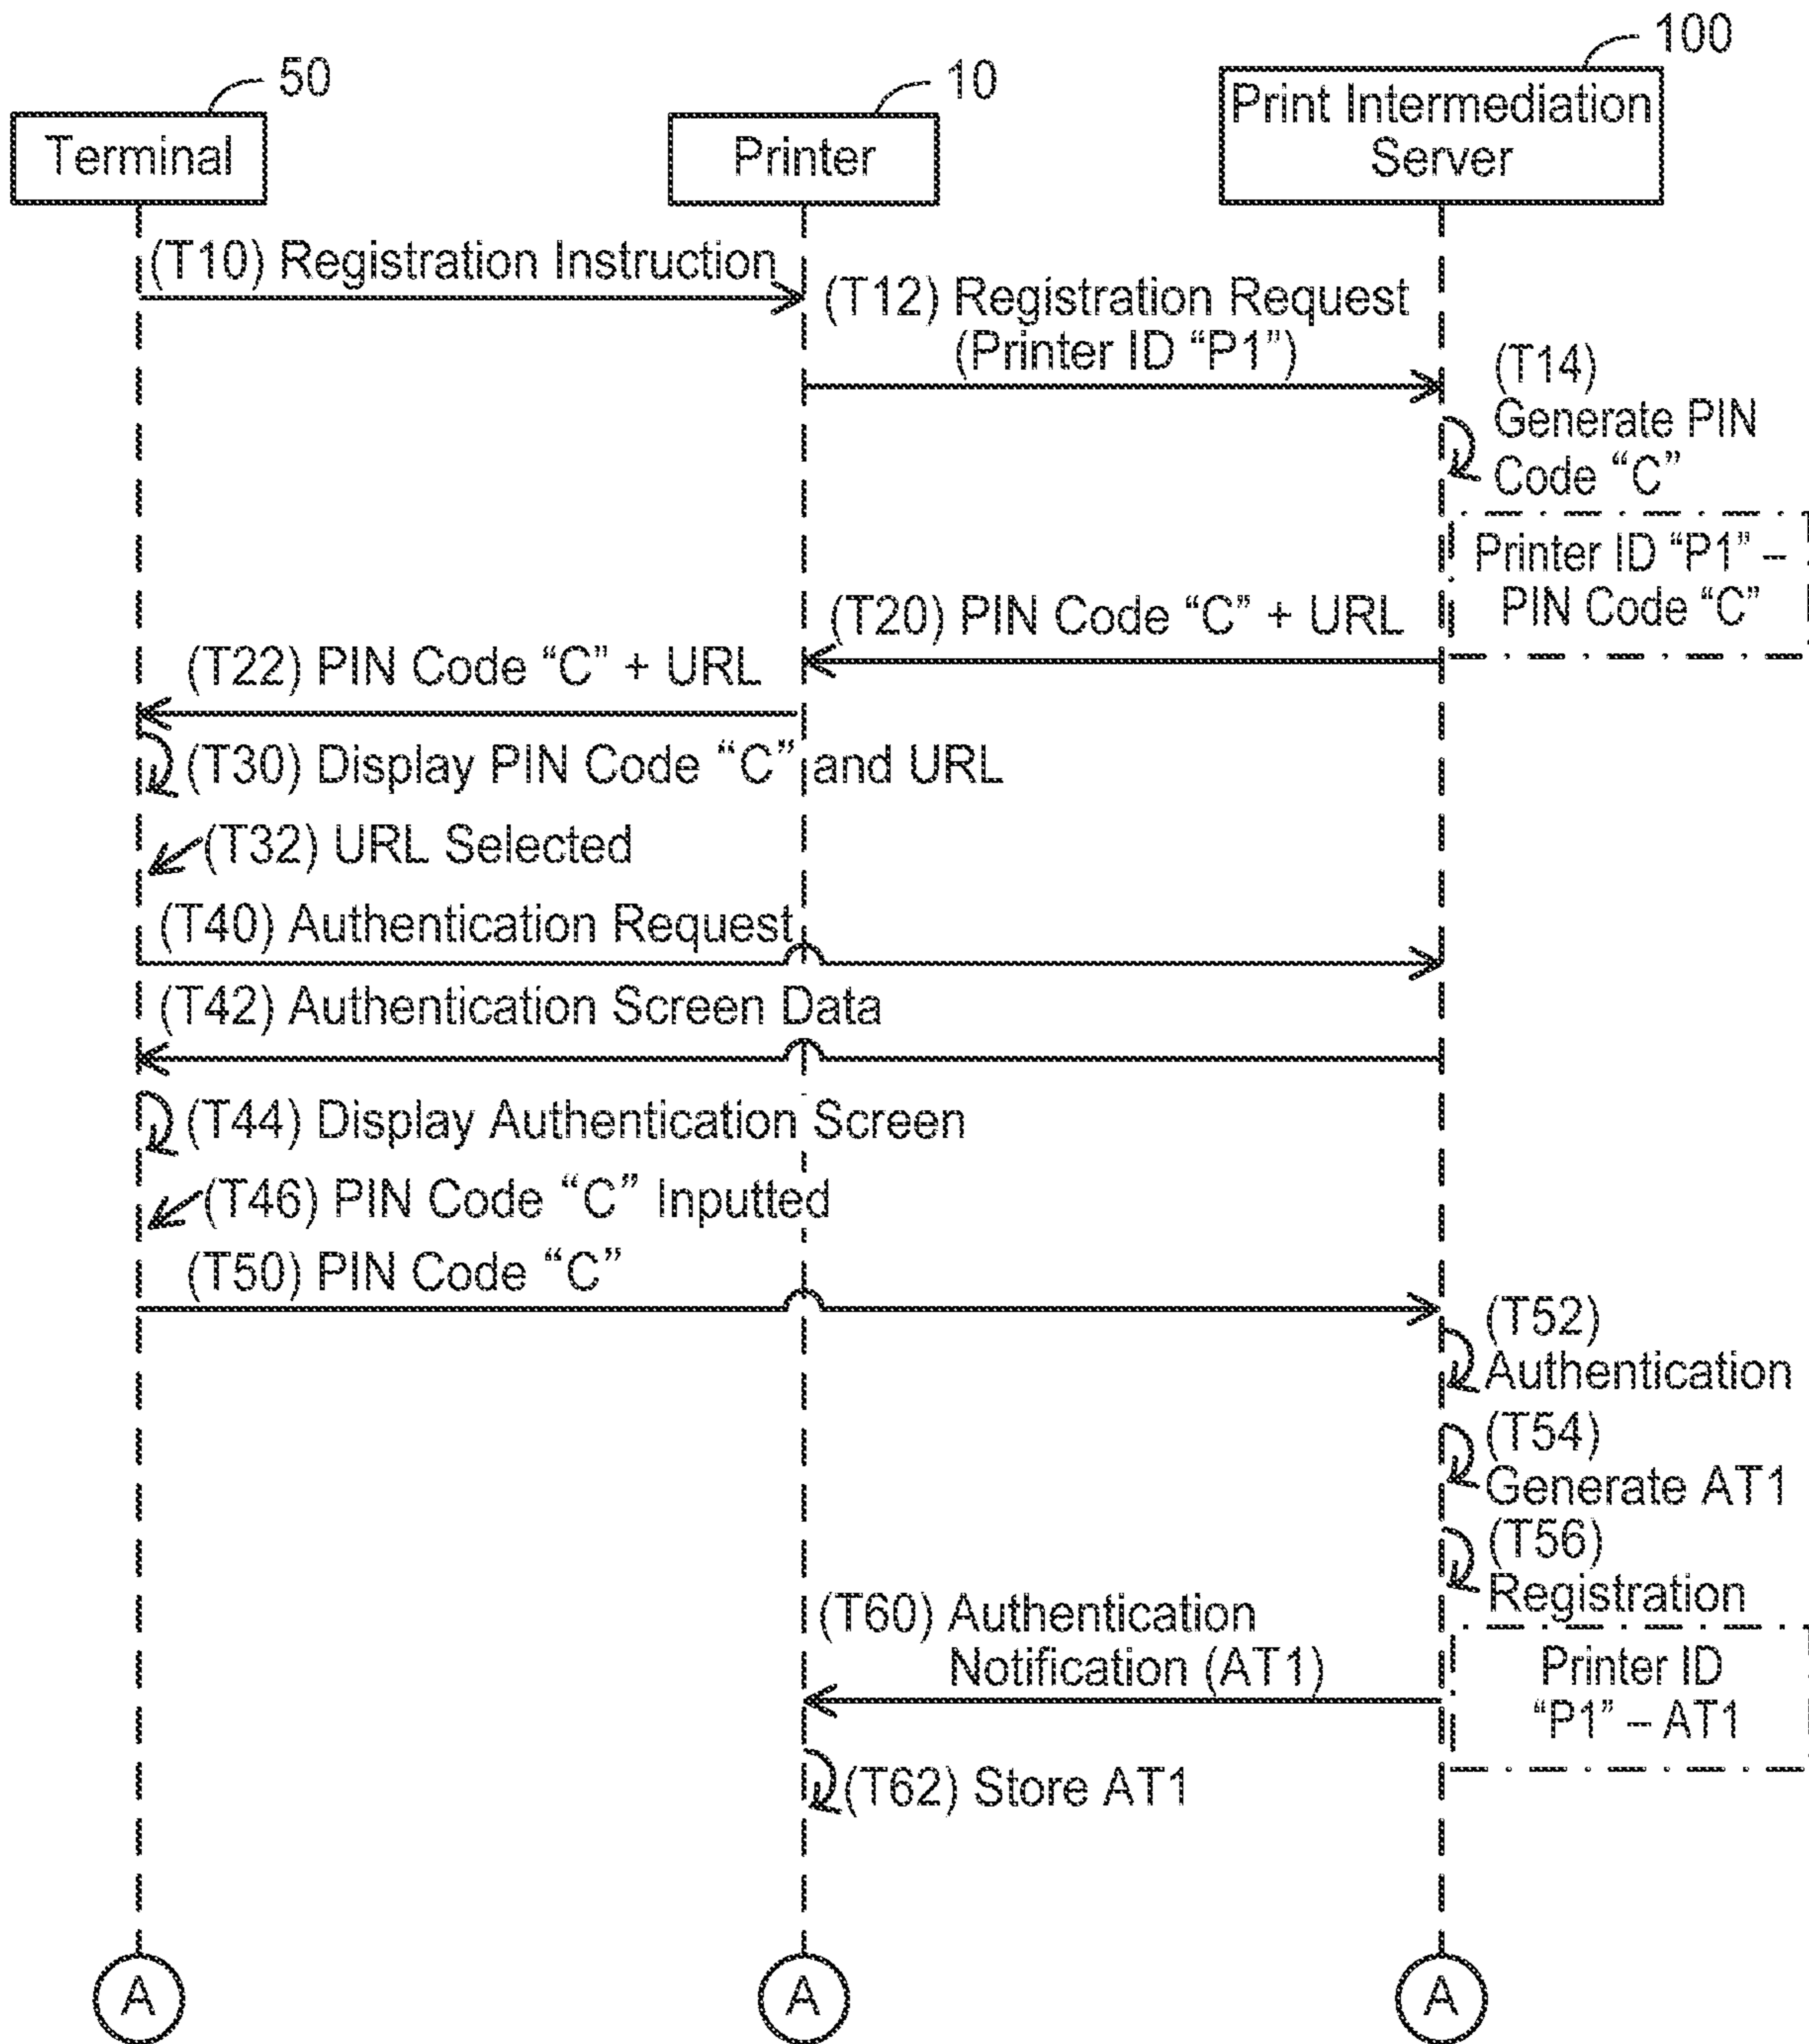 50
10
100
Terminal
Printer
Print Intermediation
Server
(T10) Registration Instruction
(T12) Registration Request
(Printer ID “P1”)
(T14)
Generate PIN
Code “C”
Printer ID “P1” –
PIN Code “C”
(T20) PIN Code “C” + URL
(T22) PIN Code “C” + URL
(T30) Display PIN Code “C” and URL
(T32) URL Selected
(T40) Authentication Request
(T42) Authentication Screen Data
(T44) Display Authentication Screen
(T46) PIN Code “C” Inputted
(T50) PIN Code “C”
(T52)
Authentication
(T54)
Generate AT1
(T56)
Registration
(T60) Authentication
Notification (AT1)
Printer ID
“P1” – AT1
(T62) Store AT1
A
A
A